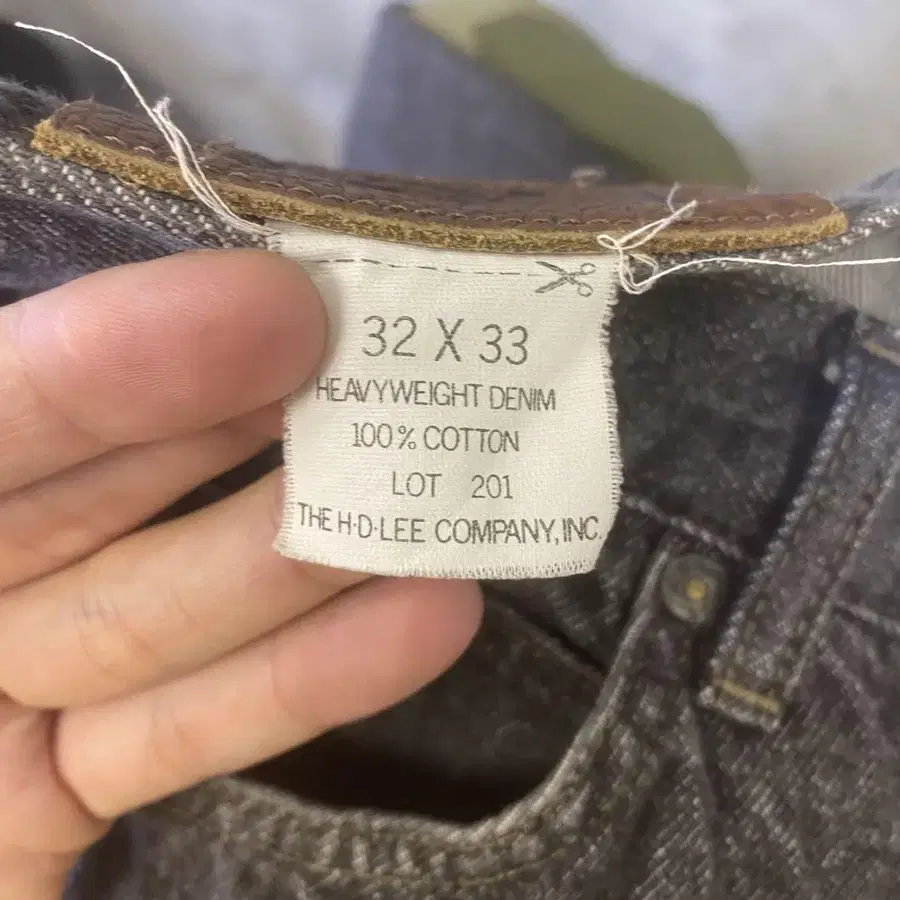 32 X 33
HEAVYWEIGHT DENIM
100% COTTON
LOT 201
THE H·D·LEE COMPANY, INC.